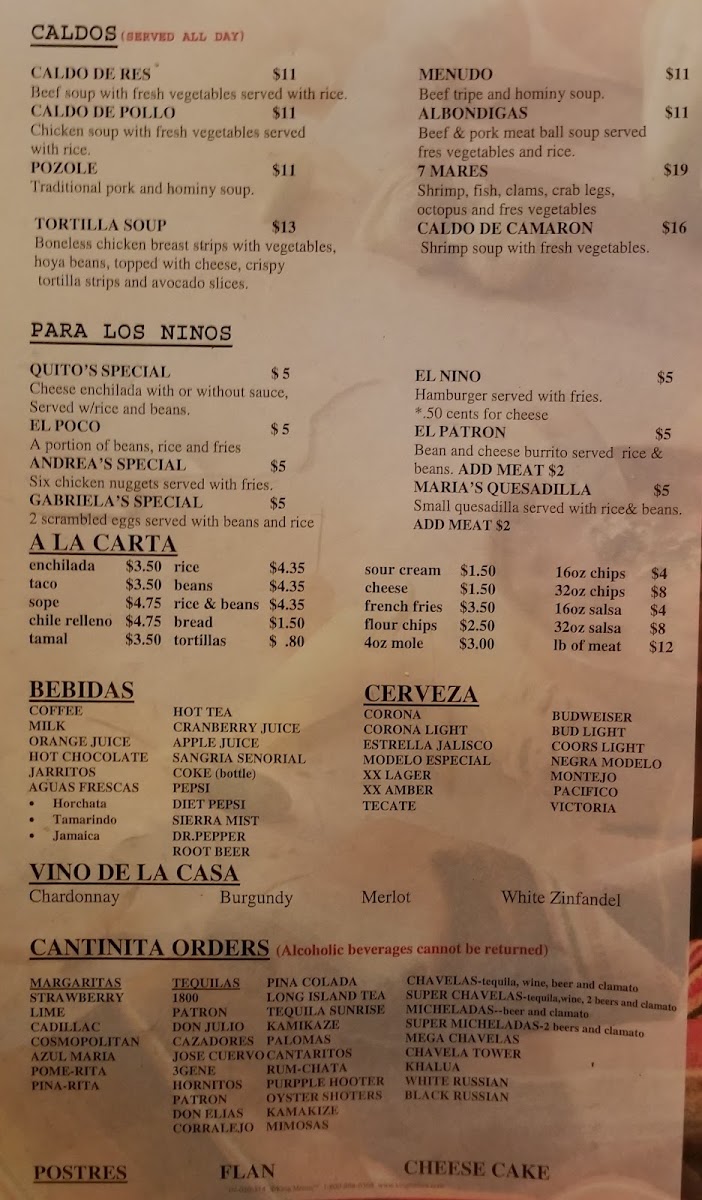 CALDOS (SERVED ALL DAY)
CALDO DE RES $11
Beef soup with fresh vegetables served with rice.
CALDO DE POLLO $11
Chicken soup with fresh vegetables served
with rice.
POZOLE $11
Traditional pork and hominy soup.
TORTILLA SOUP $13
Boneless chicken breast strips with vegetables,
hoya beans, topped with cheese, crispy
tortilla strips and avocado slices.
MENUDO $11
Beef tripe and hominy soup.
ALBONDIGAS $11
Beef & pork meat ball soup served
fres vegetables and rice.
7 MARES $19
Shrimp, fish, clams, crab legs,
octopus and fres vegetables
CALDO DE CAMARON $16
Shrimp soup with fresh vegetables.
PARA LOS NINOS
QUITO'S SPECIAL $ 5
Cheese enchilada with or without sauce,
Served w/rice and beans.
EL POCO $ 5
A portion of beans, rice and fries
ANDREA'S SPECIAL $5
Six chicken nuggets served with fries.
GABRIELA'S SPECIAL $5
2 scrambled eggs served with beans and rice
EL NINO $5
Hamburger served with fries.
*.50 cents for cheese
EL PATRON $5
Bean and cheese burrito served rice &
beans. ADD MEAT $2
MARIA'S QUESADILLA $5
Small quesadilla served with rice& beans.
ADD MEAT $2
A LA CARTA
enchilada $3.50 rice $4.35
taco $3.50 beans $4.35
sope $4.75 rice & beans $4.35
chile relleno $4.75 bread $1.50
tamal $3.50 tortillas $ .80
sour cream $1.50 16oz chips $4
cheese $1.50 32oz chips $8
french fries $3.50 16oz salsa $4
flour chips $2.50 32oz salsa $8
4oz mole $3.00 lb of meat $12
BEBIDAS
COFFEE HOT TEA
MILK CRANBERRY JUICE
ORANGE JUICE APPLE JUICE
HOT CHOCOLATE SANGRIA SENORIAL
JARRITOS COKE (bottle)
AGUAS FRESCAS PEPSI
• Horchata DIET PEPSI
• Tamarindo SIERRA MIST
• Jamaica DR.PEPPER
ROOT BEER
CERVEZA
CORONA BUDWEISER
CORONA LIGHT BUD LIGHT
ESTRELLA JALISCO COORS LIGHT
MODELO ESPECIAL NEGRA MODELO
XX LAGER MONTEJO
XX AMBER PACIFICO
TECATE VICTORIA
VINO DE LA CASA
Chardonnay Burgundy Merlot White Zinfandel
CANTINITA ORDERS (Alcoholic beverages cannot be returned)
MARGARITAS
STRAWBERRY
LIME
CADILLAC
COSMOPOLITAN
AZUL MARIA
POME-RITA
PINA-RITA
TEQUILAS
1800
PATRON
DON JULIO
CAZADORES
JOSE CUERVO
3GENE
HORNITOS
PATRON
DON ELIAS
CORRALEJO
PINA COLADA
LONG ISLAND TEA
TEQUILA SUNRISE
KAMIKAZE
PALOMAS
CANTARITOS
RUM-CHATA
PURPPLE HOOTER
OYSTER SHOTERS
KAMAKIZE
MIMOSAS
CHAVELAS-tequila, wine, beer and clamato
SUPER CHAVELAS-tequila,wine, 2 beers and clamato
MICHELADAS--beer and clamato
SUPER MICHELADAS-2 beers and clamato
MEGA CHAVELAS
CHAVELA TOWER
KHALUA
WHITE RUSSIAN
BLACK RUSSIAN
POSTRES FLAN CHEESE CAKE